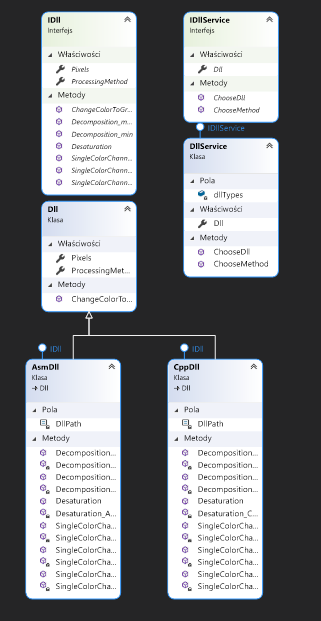 IDll
Interfejs
Właściwości
Pixels
ProcessingMethod
Metody
ChangeColorToGr...
Decomposition_m...
Decomposition_min
Desaturation
SingleColorChann...
SingleColorChann...
SingleColorChann...
IDllService
Interfejs
Właściwości
Dll
Metody
ChooseDll
ChooseMethod
IDllService
DllService
Klasa
Pola
dllTypes
Właściwości
Dll
Metody
ChooseDll
ChooseMethod
Dll
Klasa
Właściwości
Pixels
ProcessingMet...
Metody
ChangeColorTo...
IDll
AsmDll
Klasa
→ Dll
Pola
DllPath
Metody
Decomposition...
Decomposition...
Decomposition...
Decomposition...
Desaturation
Desaturation_A...
SingleColorCha...
SingleColorCha...
SingleColorCha...
SingleColorCha...
SingleColorCha...
SingleColorCha...
IDll
CppDll
Klasa
→ Dll
Pola
DllPath
Metody
Decomposition...
Decomposition...
Decomposition...
Decomposition...
Desaturation
Desaturation_C...
SingleColorCha...
SingleColorCha...
SingleColorCha...
SingleColorCha...
SingleColorCha...
SingleColorCha...